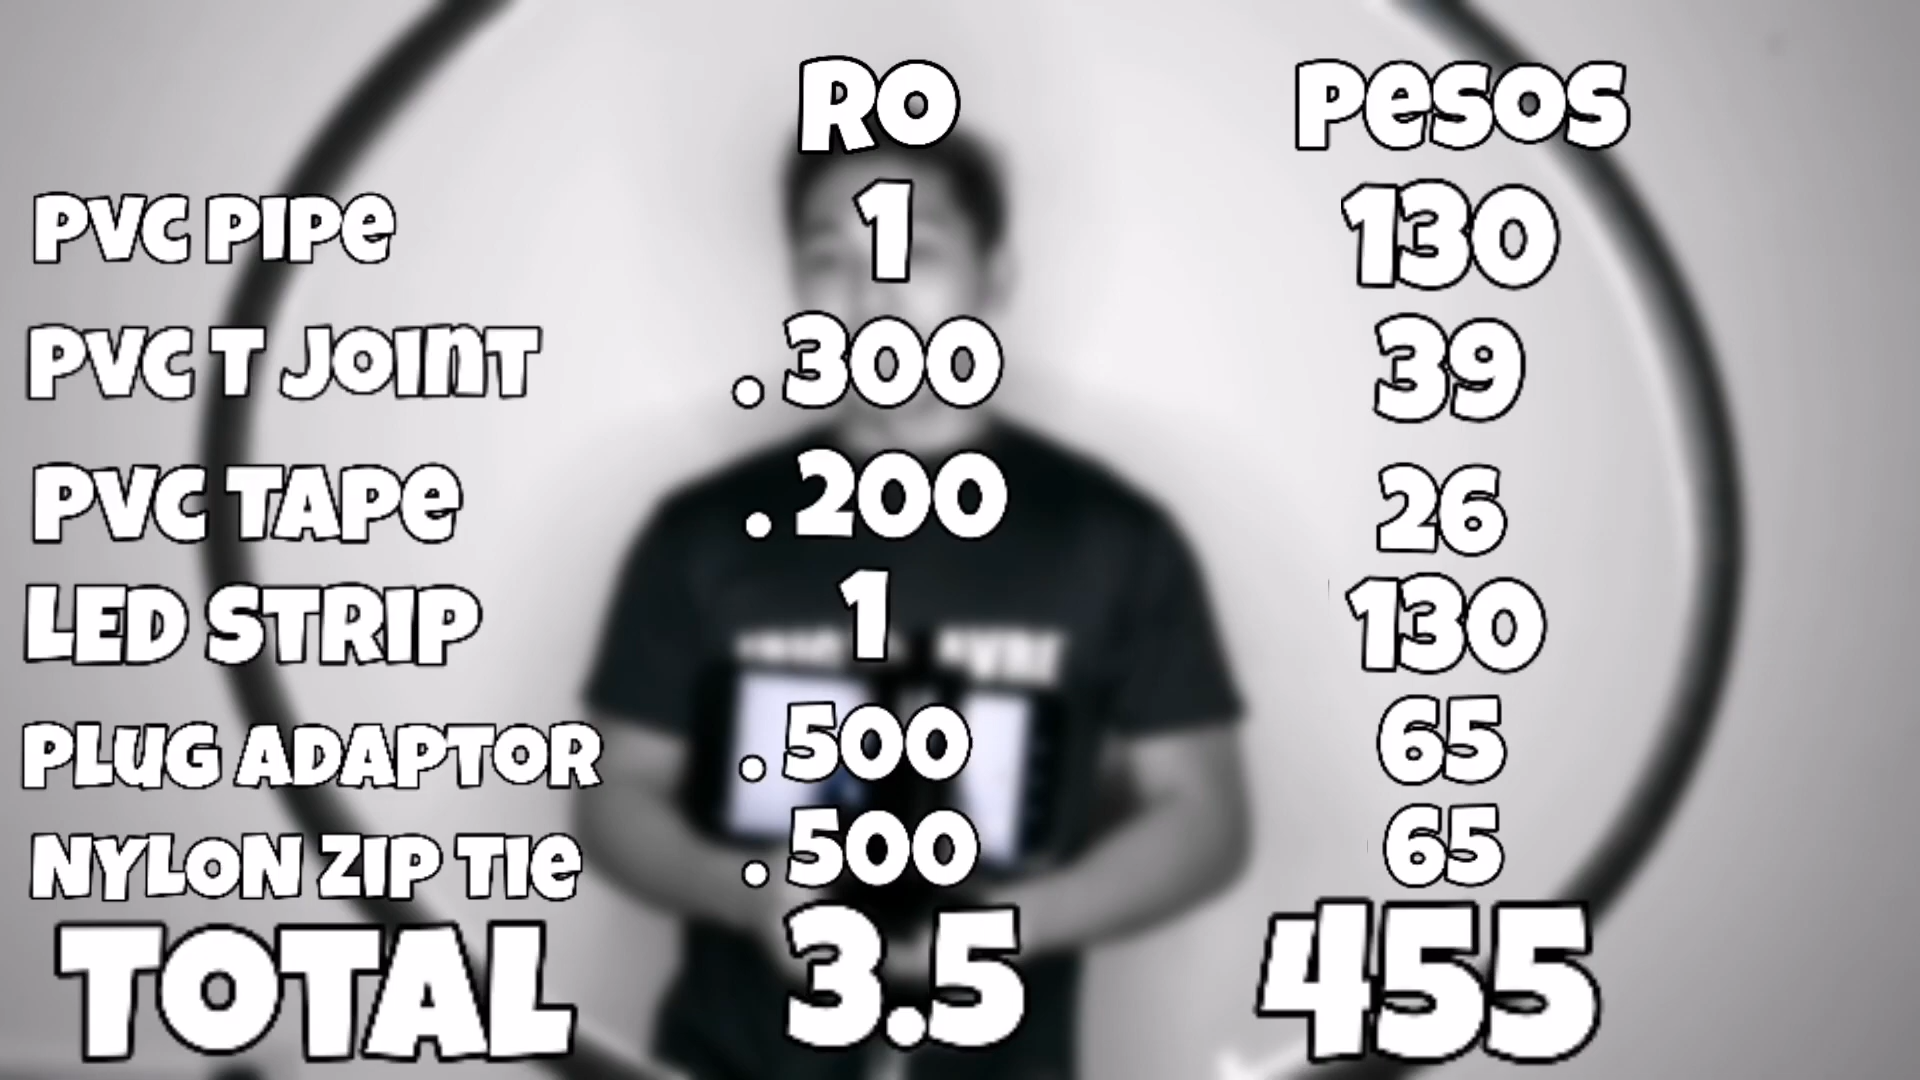 RO Pesos
PVC PIPe 1 130
PVC T JOINT .300 39
PVC TAPe .200 26
LED STRIP 1 130
PLUG ADAPTOR .500 65
NYLON ZIP TIe .500 65
TOTAL 3.5 455